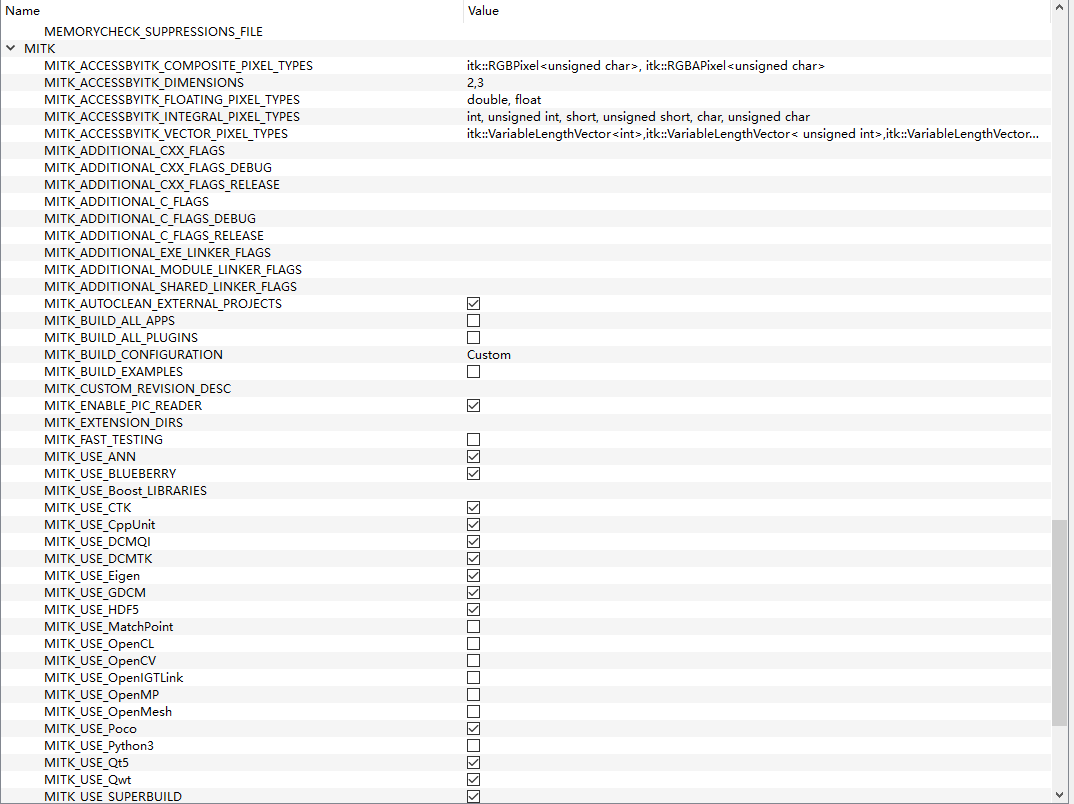 Name Value
MEMORYCHECK_SUPPRESSIONS_FILE
MITK
MITK_ACCESSBYITK_COMPOSITE_PIXEL_TYPES itk::RGBPixel<unsigned char>, itk::RGBAPixel<unsigned char>
MITK_ACCESSBYITK_DIMENSIONS 2,3
MITK_ACCESSBYITK_FLOATING_PIXEL_TYPES double, float
MITK_ACCESSBYITK_INTEGRAL_PIXEL_TYPES int, unsigned int, short, unsigned short, char, unsigned char
MITK_ACCESSBYITK_VECTOR_PIXEL_TYPES itk::VariableLengthVector<int>,itk::VariableLengthVector< unsigned int>,itk::VariableLengthVector...
MITK_ADDITIONAL_CXX_FLAGS
MITK_ADDITIONAL_CXX_FLAGS_DEBUG
MITK_ADDITIONAL_CXX_FLAGS_RELEASE
MITK_ADDITIONAL_C_FLAGS
MITK_ADDITIONAL_C_FLAGS_DEBUG
MITK_ADDITIONAL_C_FLAGS_RELEASE
MITK_ADDITIONAL_EXE_LINKER_FLAGS
MITK_ADDITIONAL_MODULE_LINKER_FLAGS
MITK_ADDITIONAL_SHARED_LINKER_FLAGS
MITK_AUTOCLEAN_EXTERNAL_PROJECTS
MITK_BUILD_ALL_APPS
MITK_BUILD_ALL_PLUGINS
MITK_BUILD_CONFIGURATION Custom
MITK_BUILD_EXAMPLES
MITK_CUSTOM_REVISION_DESC
MITK_ENABLE_PIC_READER
MITK_EXTENSION_DIRS
MITK_FAST_TESTING
MITK_USE_ANN
MITK_USE_BLUEBERRY
MITK_USE_Boost_LIBRARIES
MITK_USE_CTK
MITK_USE_CppUnit
MITK_USE_DCMQI
MITK_USE_DCMTK
MITK_USE_Eigen
MITK_USE_GDCM
MITK_USE_HDF5
MITK_USE_MatchPoint
MITK_USE_OpenCL
MITK_USE_OpenCV
MITK_USE_OpenIGTLink
MITK_USE_OpenMP
MITK_USE_OpenMesh
MITK_USE_Poco
MITK_USE_Python3
MITK_USE_Qt5
MITK_USE_Qwt
MITK_USE_SUPERBUILD